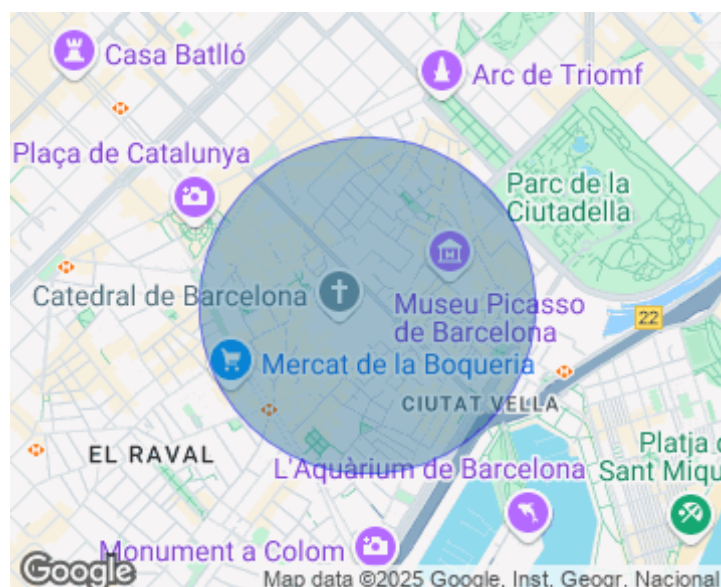 Casa Batlló
Arc de Triomf
Plaça de Catalunya
Parc de la
Ciutadella
Catedral de Barcelona
Museu Picasso
de Barcelona
22
Mercat de la Boqueria
CIUTAT VELLA
EL RAVAL
L'Aquàrium de Barcelona
Platja d
Sant Miqu
Monument a Colom
Google
Map data ©2025 Google, Inst. Geogr. Nacional